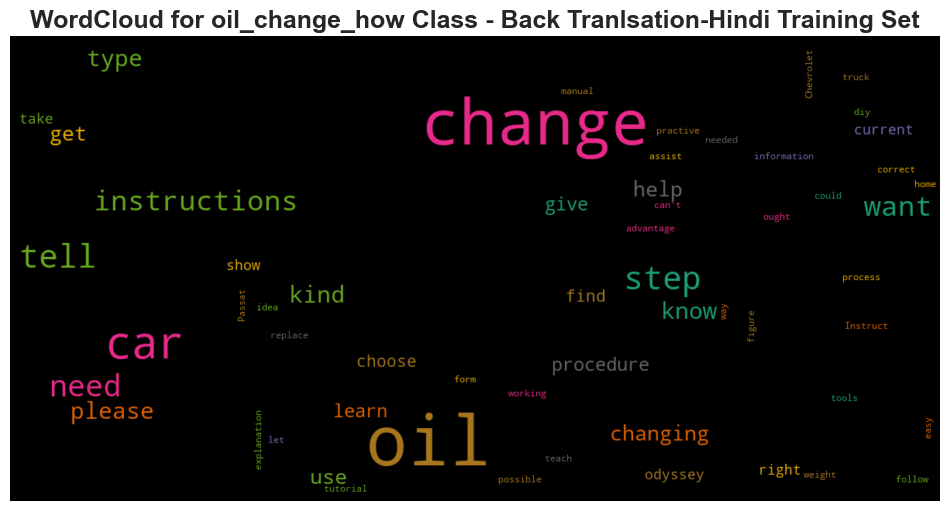 WordCloud for oil_change_how Class - Back Tranlsation-Hindi Training Set
type
Chevrolet
truck
manual
change
take
get
diy
current
practive
needed
assist
information
correct
home
help
instructions
give
can't
could
want
ought
advantage
tell
show
step
process
kind
find
Passat
idea
know
way
figure
Instruct
replace
car
choose
procedure
form
need
working
tools
please
learn
changing
easy
oil
explanation
let
teach
use
tutorial
possible
odyssey
right
weight
follow